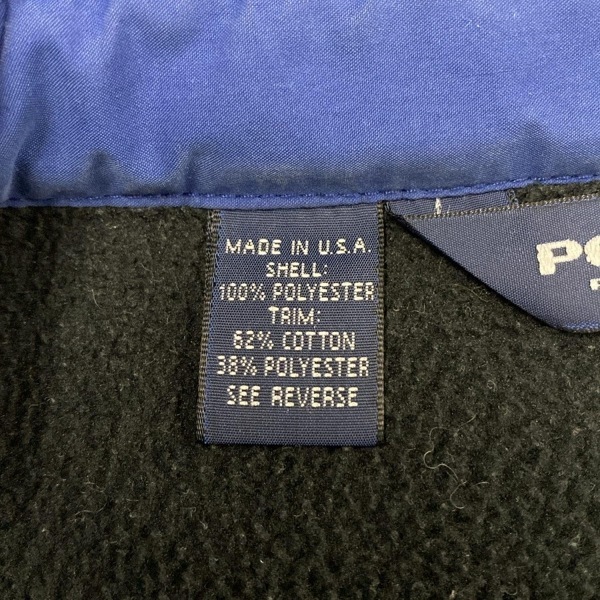 MADE IN U.S.A.
SHELL:
100% POLYESTER
TRIM:
62% COTTON
38% POLYESTER
SEE REVERSE